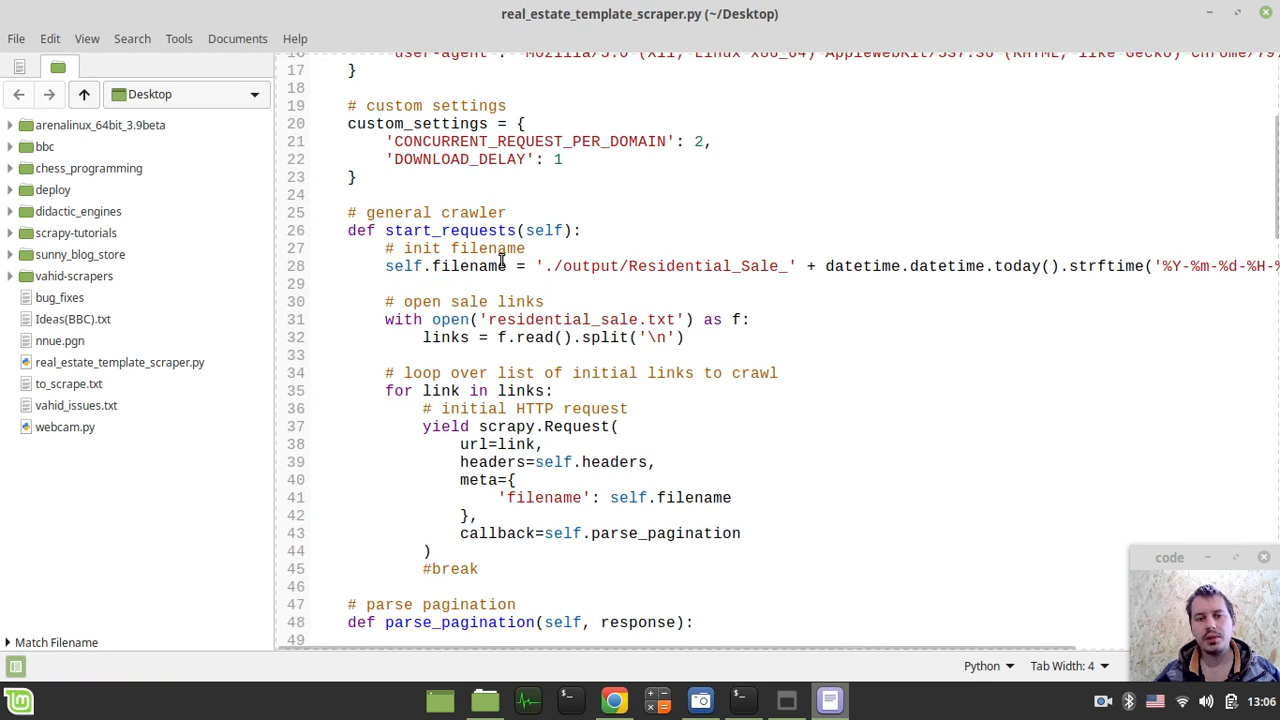 real_estate_template_scraper.py (~/Desktop)
File Edit View Search Tools Documents Help
Desktop
arenalinux_64bit_3.9beta
bbc
chess_programming
deploy
didactic_engines
scrapy-tutorials
sunny_blog_store
vahid-scrapers
bug_fixes
Ideas(BBC).txt
nnue.pgn
real_estate_template_scraper.py
to_scrape.txt
vahid_issues.txt
webcam.py
Match Filename
17 }
18
19 # custom settings
20 custom_settings = {
21 'CONCURRENT_REQUEST_PER_DOMAIN': 2,
22 'DOWNLOAD_DELAY': 1
23 }
24
25 # general crawler
26 def start_requests(self):
27 # init filename
28 self.filename = './output/Residential_Sale_' + datetime.datetime.today().strftime('%Y-%m-%d-%H-%
29
30 # open sale links
31 with open('residential_sale.txt') as f:
32 links = f.read().split('\n')
33
34 # loop over list of initial links to crawl
35 for link in links:
36 # initial HTTP request
37 yield scrapy.Request(
38 url=link,
39 headers=self.headers,
40 meta={
41 'filename': self.filename
42 },
43 callback=self.parse_pagination
44 )
45 #break
46
47 # parse pagination
48 def parse_pagination(self, response):
49
code
Python Tab Width: 4
13:06